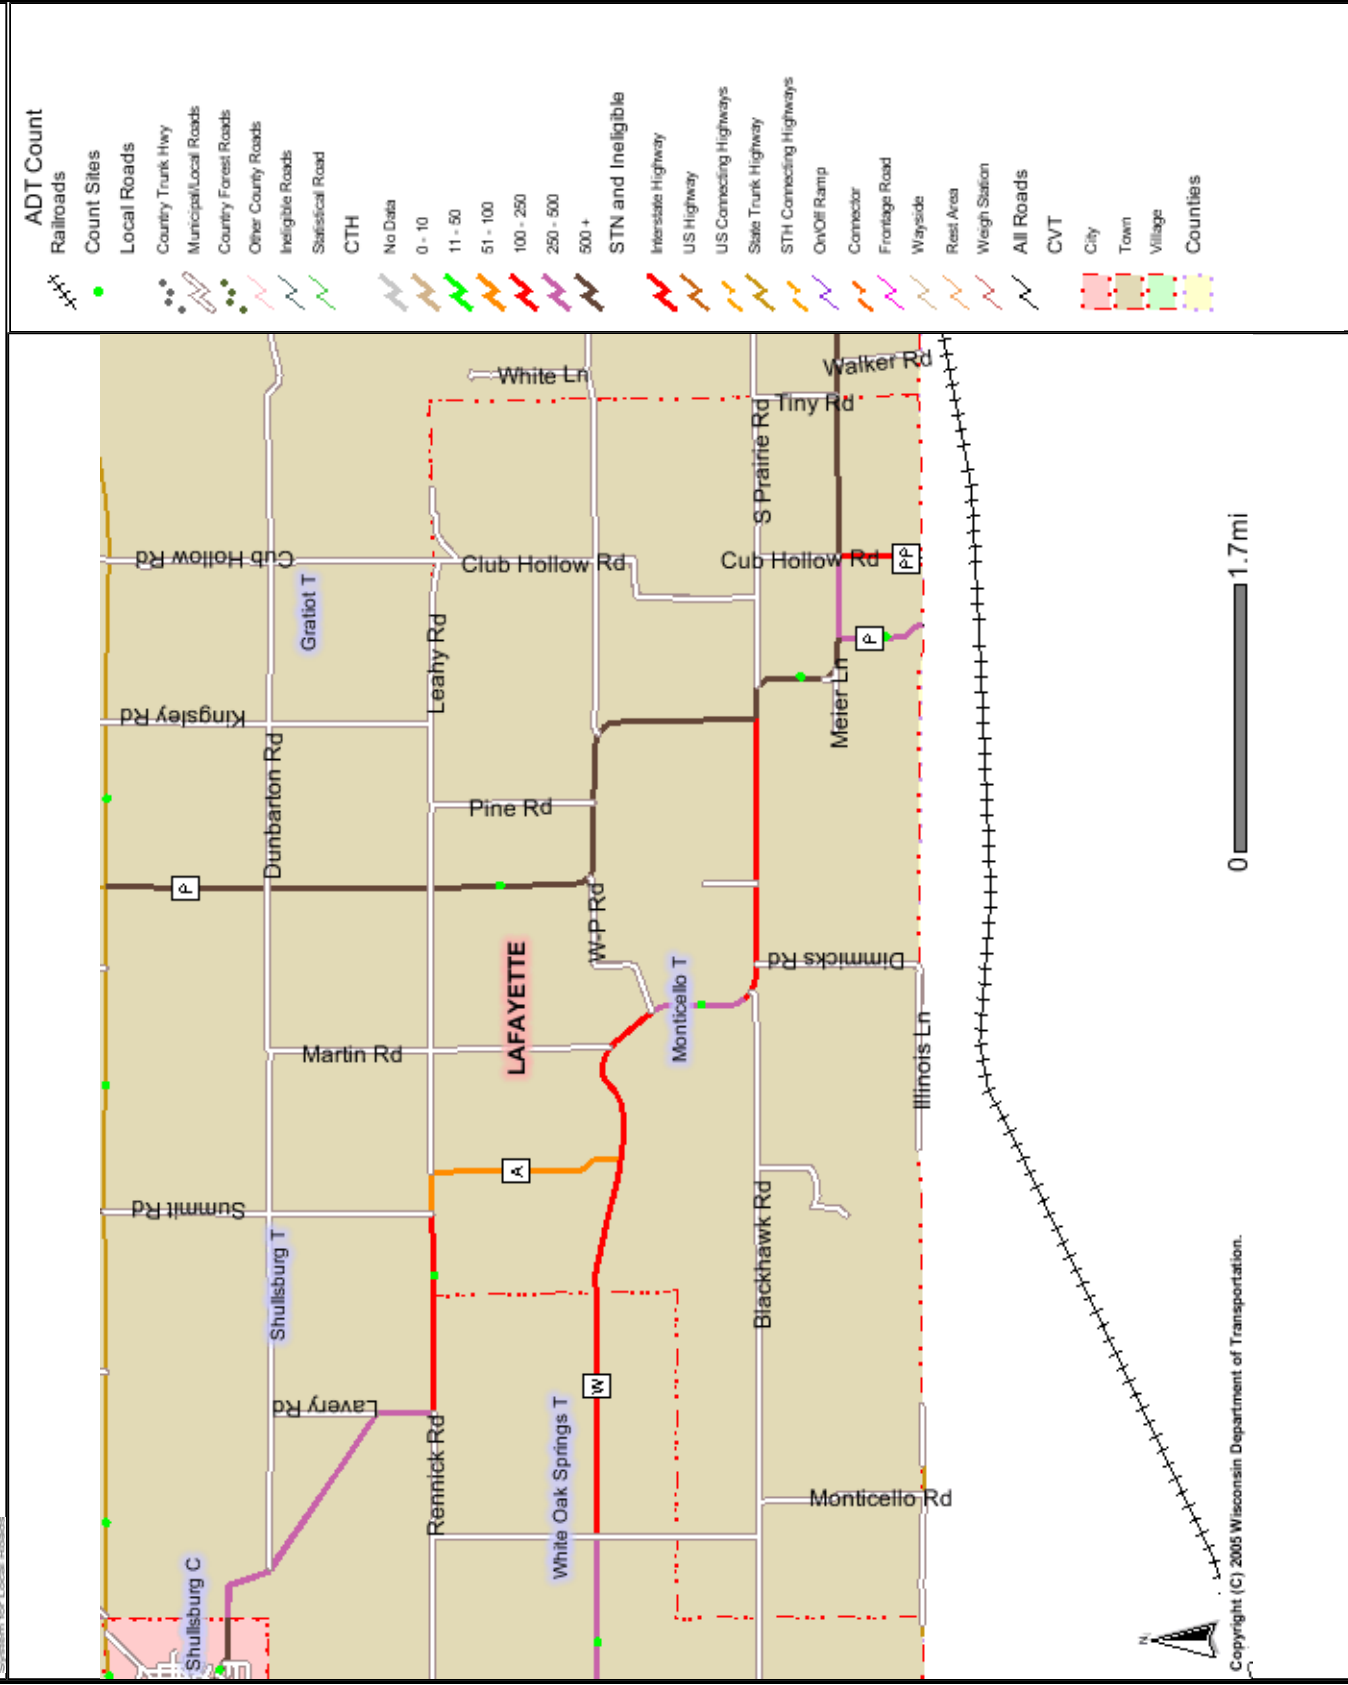 ADT Count
Railroads
Count Sites
Local Roads
Country Trunk Hwy
Municipal/Local Roads
Country Forest Roads
Other County Roads
Ineligible Roads
Statistical Road
CTH
No Data
0 - 10
11 - 50
51 - 100
100 - 250
250 - 500
500 +
STN and Ineligible
Interstate Highway
US Highway
US Connecting Highways
State Trunk Highway
STH Connecting Highways
On/Off Ramp
Connector
Frontage Road
Wayside
Rest Area
Weigh Station
All Roads
CVT
City
Town
Village
Counties
White Ln
Walker Rd
Tiny Rd
S Prairie Rd
Cub Hollow Rd
Club Hollow Rd
Cub Hollow Rd
PP
Gratiot T
Leahy Rd
P
Meier Ln
Kingsley Rd
Dunbarton Rd
Pine Rd
P
W-P Rd
LAFAYETTE
Monticello T
Dimmicks Rd
Martin Rd
Illinois Ln
A
Summit Rd
Shullsburg T
Blackhawk Rd
Lavery Rd
W
Rennick Rd
White Oak Springs T
Monticello Rd
Shullsburg C
0
1.7mi
N
Copyright (C) 2005 Wisconsin Department of Transportation.
System for Local Roads